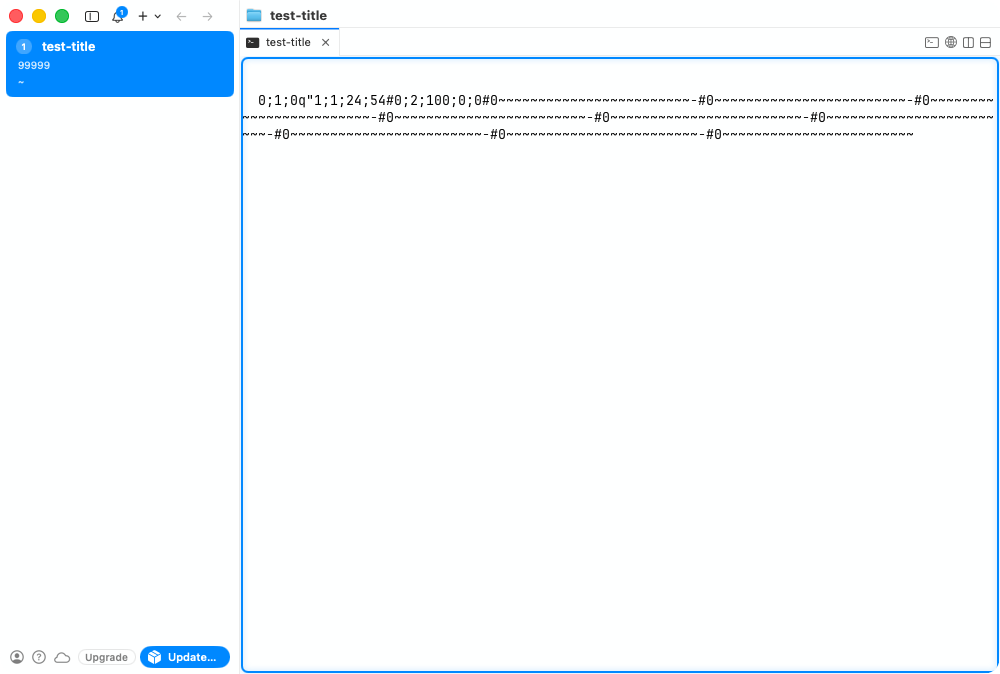 1
test-title
1 test-title
test-title
99999
~
0;1;0q"1;1;24;54#0;2;100;0;0#0~~~~~~~~~~~~~~~~~~~~~~~~-#0~~~~~~~~~~~~~~~~~~~~~~~~-#0~~~~~~~~
~~~~~~~~~~~~~~~~-#0~~~~~~~~~~~~~~~~~~~~~~~~-#0~~~~~~~~~~~~~~~~~~~~~~~~-#0~~~~~~~~~~~~~~~~~~~~~
~~~-#0~~~~~~~~~~~~~~~~~~~~~~~~-#0~~~~~~~~~~~~~~~~~~~~~~~~-#0~~~~~~~~~~~~~~~~~~~~~~~~
Upgrade
Update...